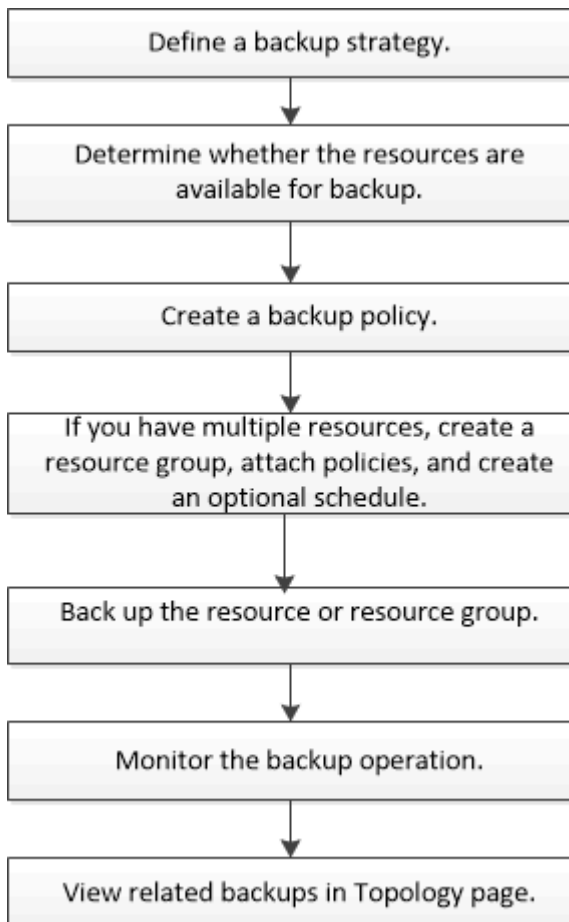 Define a backup strategy.
Determine whether the resources are
available for backup.
Create a backup policy.
If you have multiple resources, create a
resource group, attach policies, and create
an optional schedule.
Back up the resource or resource group.
Monitor the backup operation.
View related backups in Topology page.